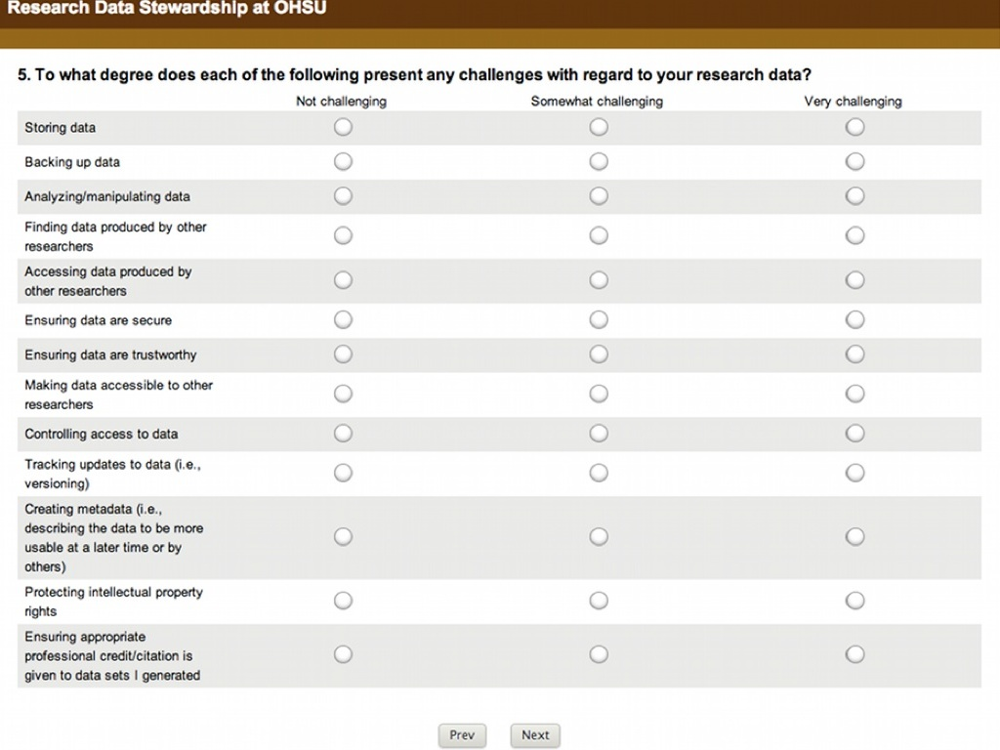 Research Data Stewardship at OHSU
5. To what degree does each of the following present any challenges with regard to your research data?
Not challenging Somewhat challenging Very challenging
Storing data
Backing up data
Analyzing/manipulating data
Finding data produced by other
researchers
Accessing data produced by
other researchers
Ensuring data are secure
Ensuring data are trustworthy
Making data accessible to other
researchers
Controlling access to data
Tracking updates to data (i.e.,
versioning)
Creating metadata (i.e.,
describing the data to be more
usable at a later time or by
others)
Protecting intellectual property
rights
Ensuring appropriate
professional credit/citation is
given to data sets I generated
Prev Next